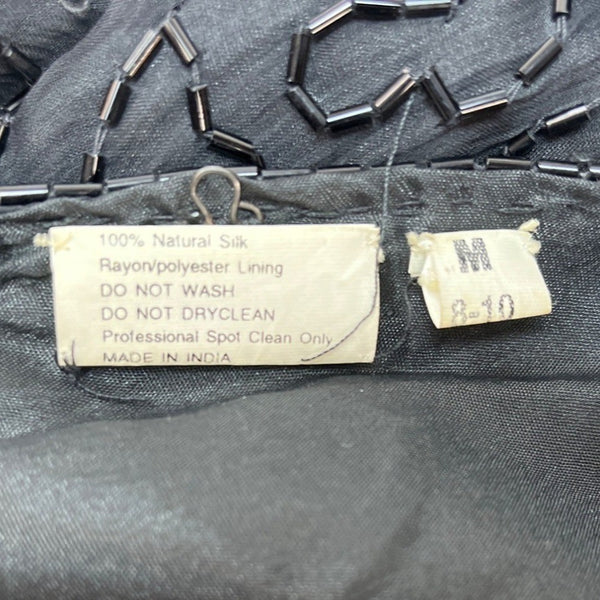 100% Natural Silk
Rayon/polyester Lining
DO NOT WASH
DO NOT DRYCLEAN
Professional Spot Clean Only
MADE IN INDIA
M
8-10